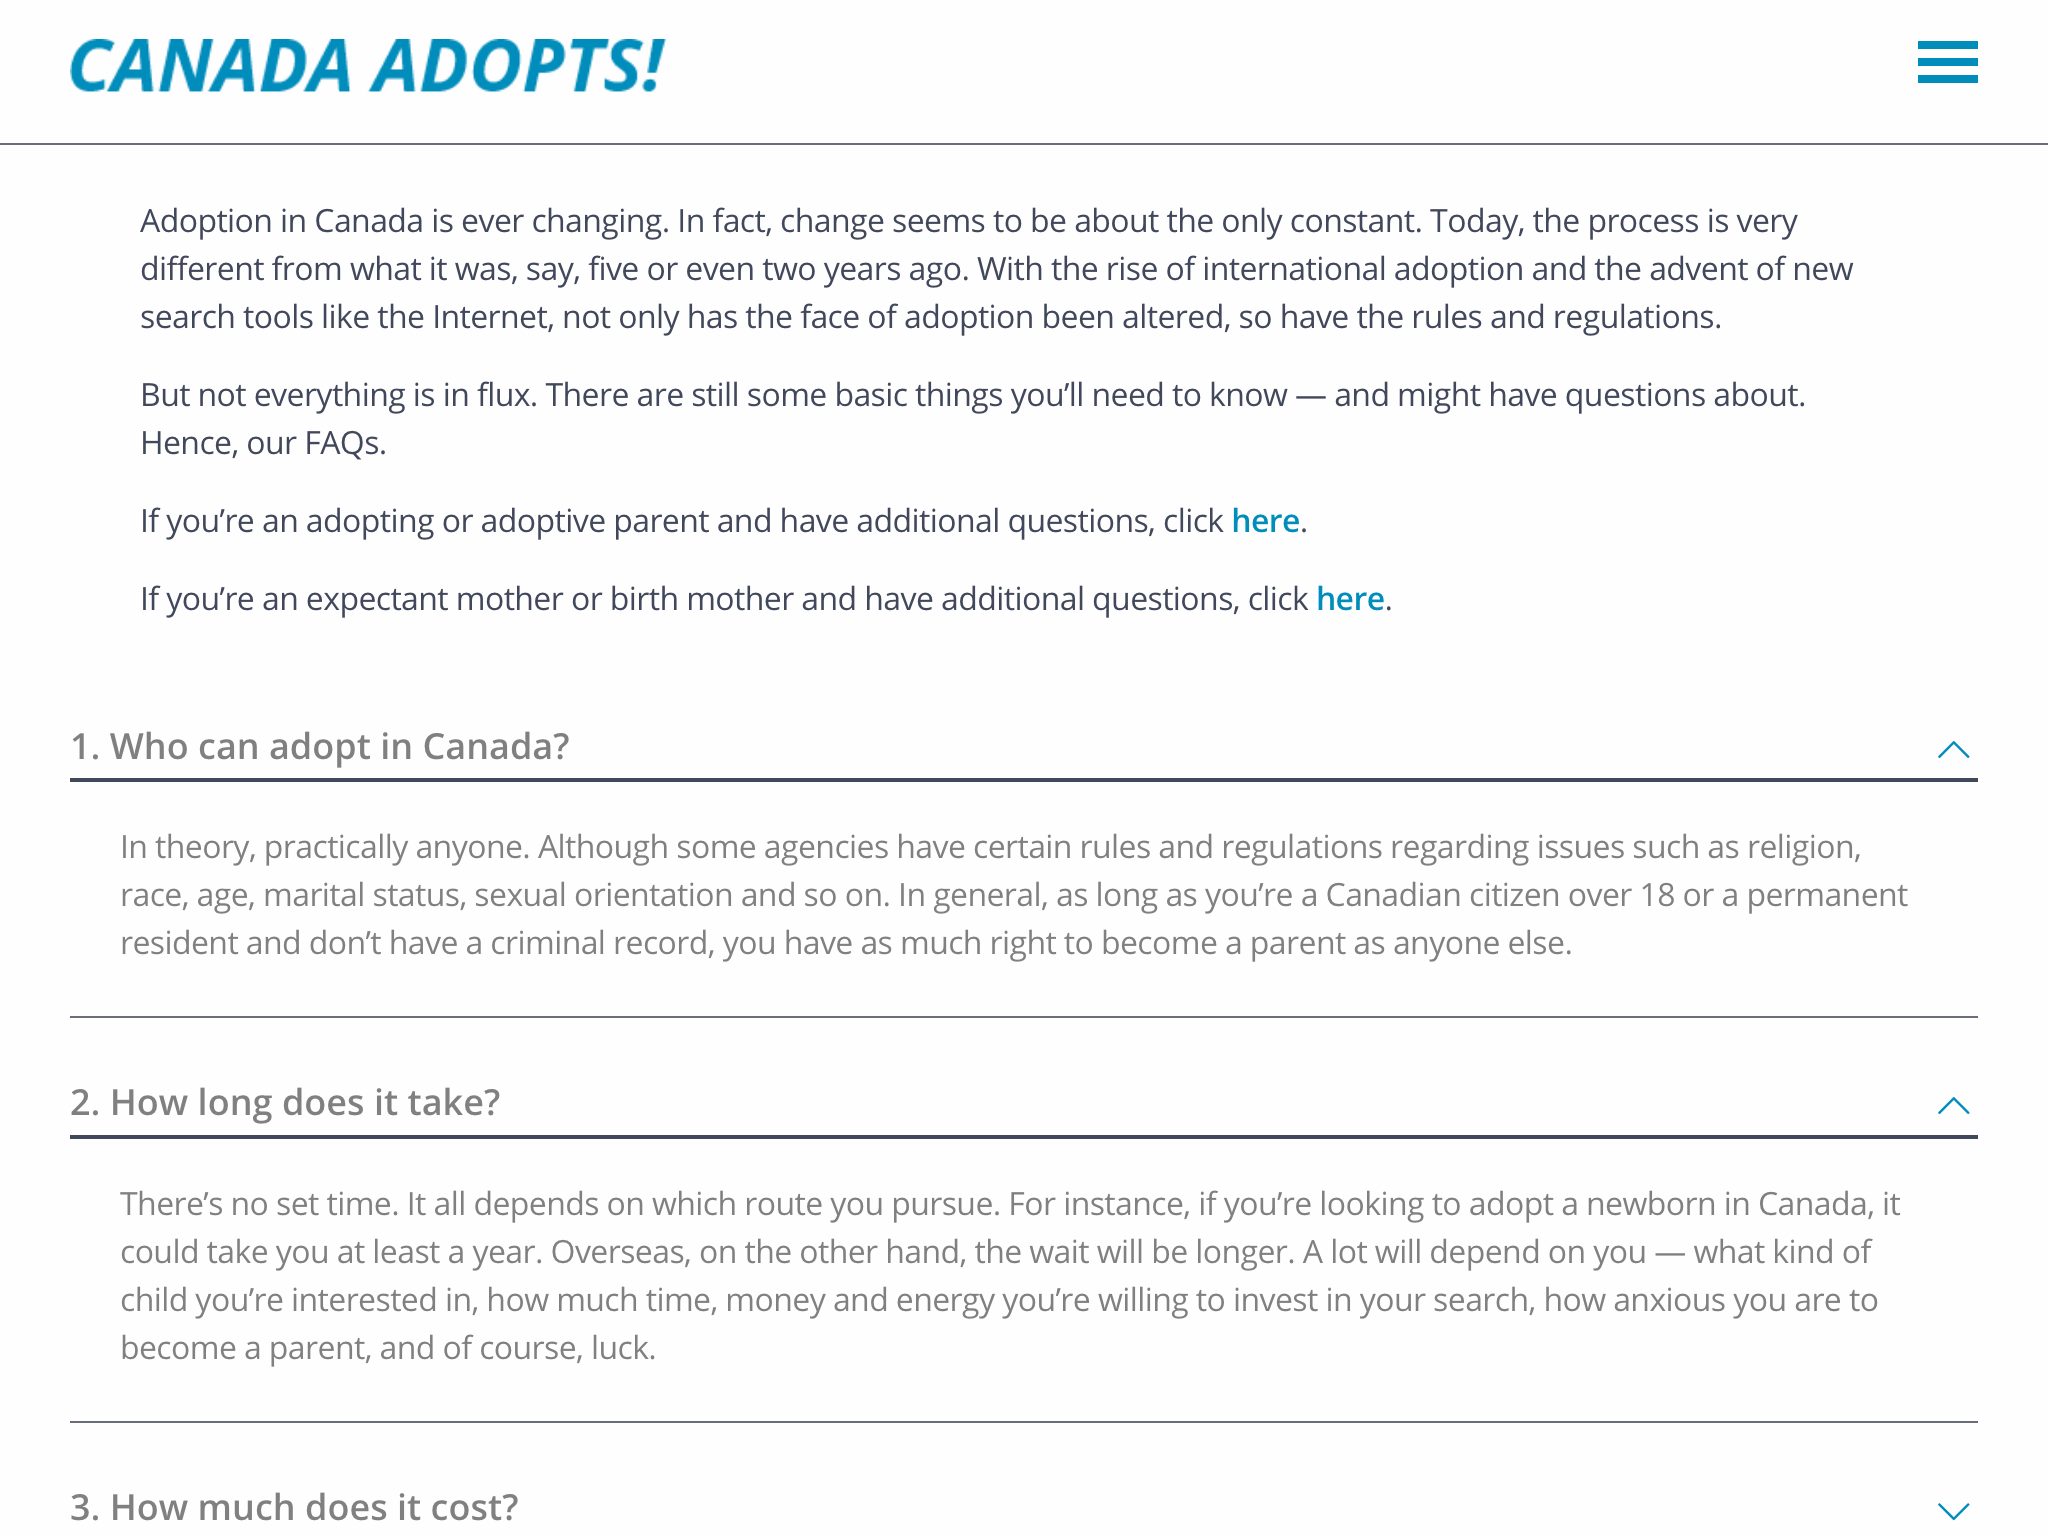 CANADA ADOPTS!
Adoption in Canada is ever changing. In fact, change seems to be about the only constant. Today, the process is very
different from what it was, say, five or even two years ago. With the rise of international adoption and the advent of new
search tools like the Internet, not only has the face of adoption been altered, so have the rules and regulations.
But not everything is in flux. There are still some basic things you’ll need to know — and might have questions about.
Hence, our FAQs.
If you’re an adopting or adoptive parent and have additional questions, click here.
If you’re an expectant mother or birth mother and have additional questions, click here.
1. Who can adopt in Canada?
In theory, practically anyone. Although some agencies have certain rules and regulations regarding issues such as religion,
race, age, marital status, sexual orientation and so on. In general, as long as you’re a Canadian citizen over 18 or a permanent
resident and don’t have a criminal record, you have as much right to become a parent as anyone else.
2. How long does it take?
There’s no set time. It all depends on which route you pursue. For instance, if you’re looking to adopt a newborn in Canada, it
could take you at least a year. Overseas, on the other hand, the wait will be longer. A lot will depend on you — what kind of
child you’re interested in, how much time, money and energy you’re willing to invest in your search, how anxious you are to
become a parent, and of course, luck.
3. How much does it cost?